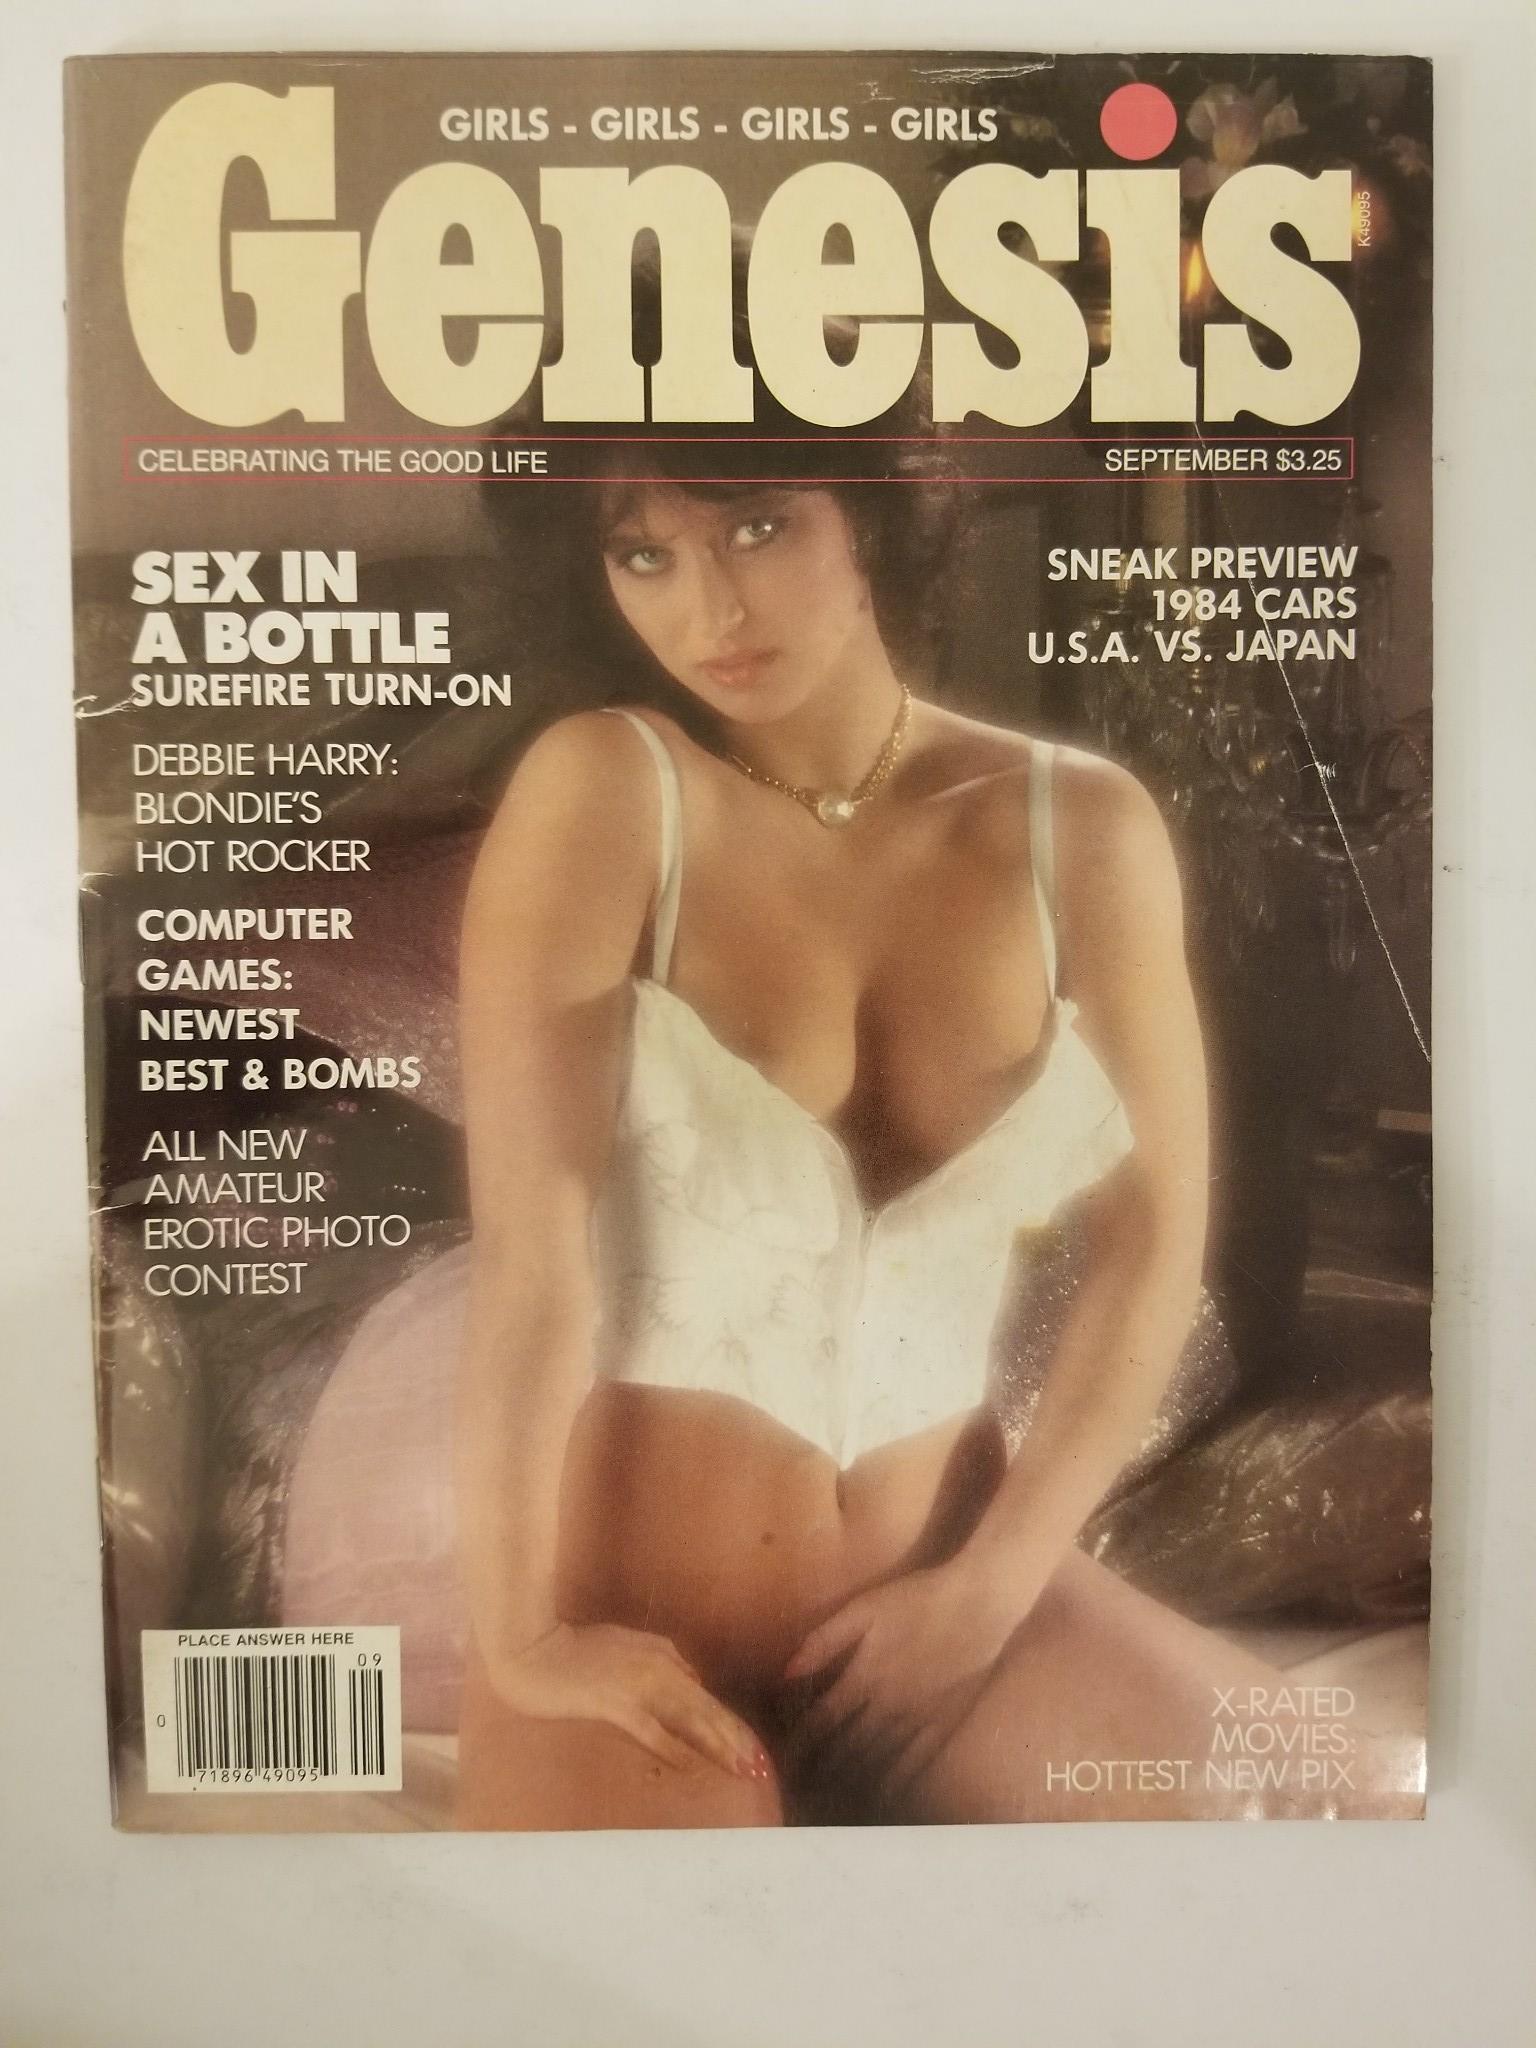 GIRLS - GIRLS - GIRLS - GIRLS
Genesis
K49095
CELEBRATING THE GOOD LIFE
SEPTEMBER $3.25
SEX IN
A BOTTLE
SUREFIRE TURN-ON
DEBBIE HARRY:
BLONDIE'S
HOT ROCKER
COMPUTER
GAMES:
NEWEST
BEST & BOMBS
ALL NEW
AMATEUR
EROTIC PHOTO
CONTEST
SNEAK PREVIEW
1984 CARS
U.S.A. VS. JAPAN
PLACE ANSWER HERE
09
0
71896 49095
X-RATED
MOVIES:
HOTTEST NEW PIX